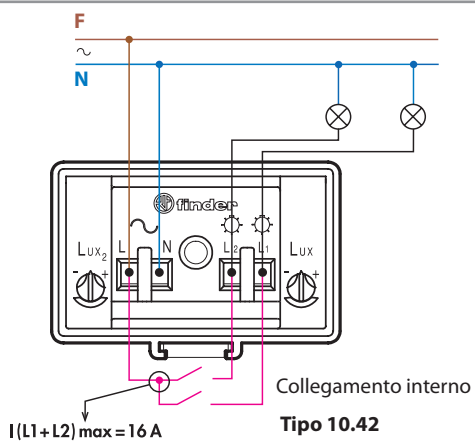 F
N
finder
L N L2 L1
LUX2 LUX
- + - +
Collegamento interno
I(L1+L2) max=16 A
Tipo 10.42